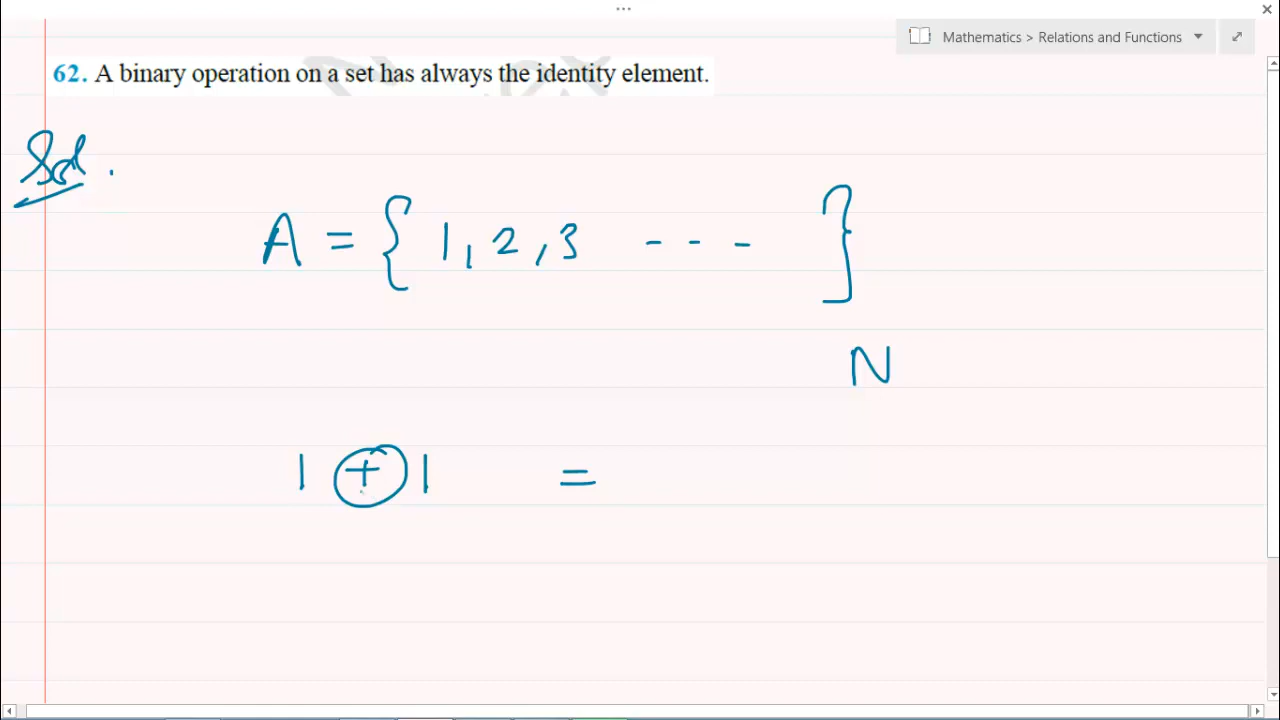 Mathematics > Relations and Functions
62. A binary operation on a set has always the identity element.
Sol.
A = { 1, 2, 3 - - - }
N
1 + 1 =